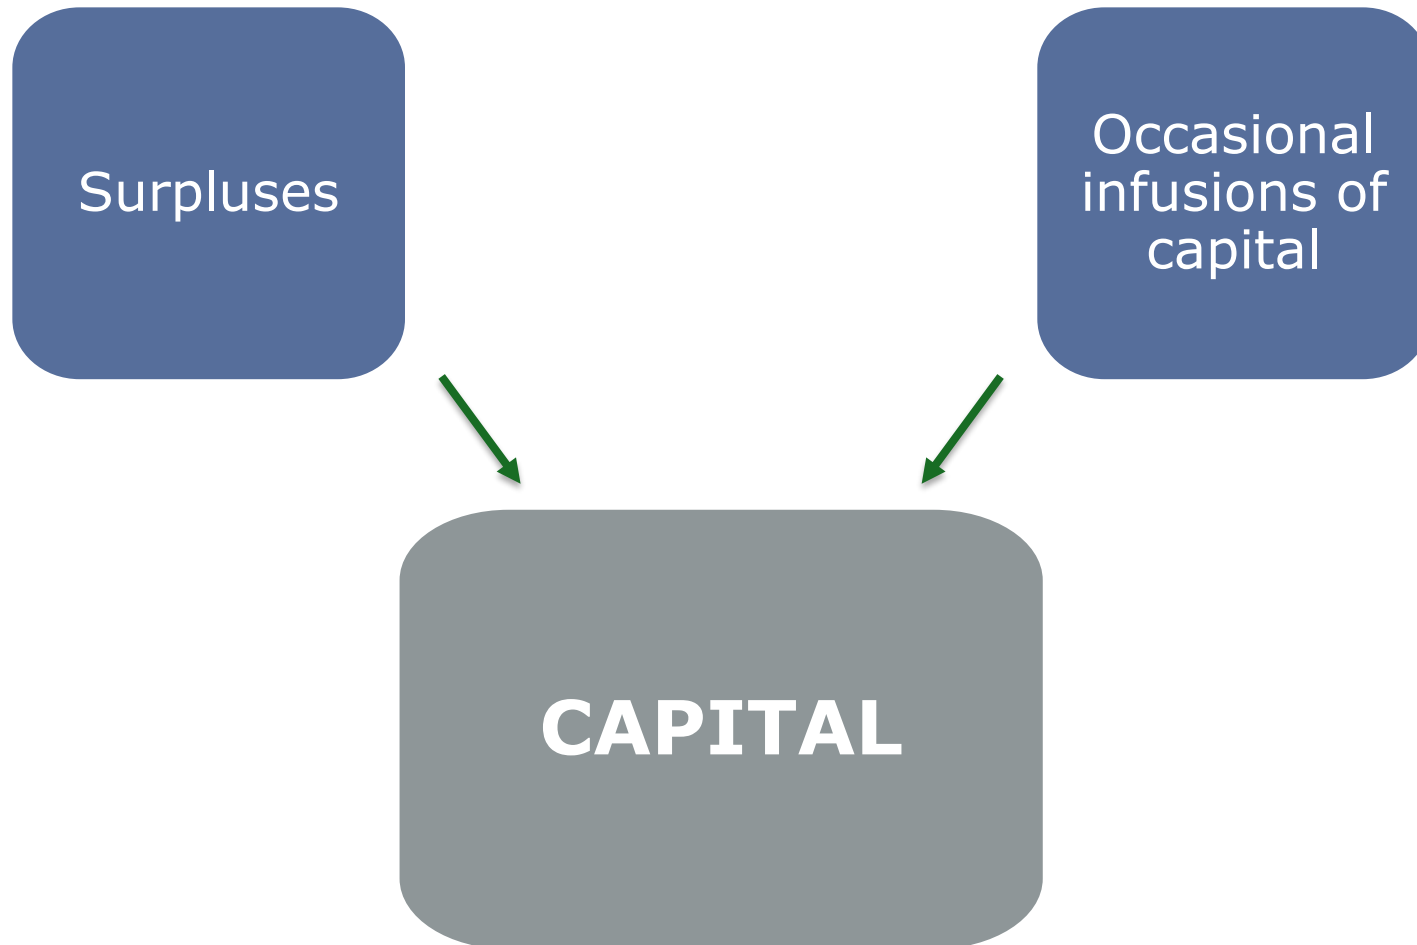 Surpluses
Occasional
infusions of
capital
CAPITAL